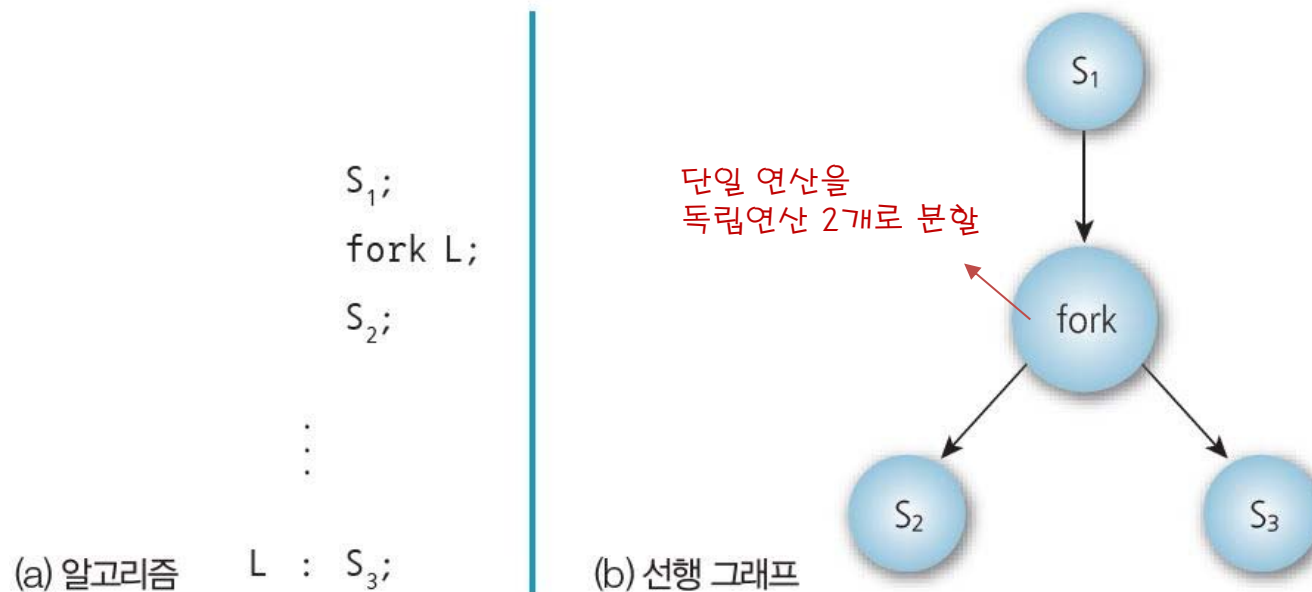 S₁;
fork L;
S₂;
⋮
L : S₃;
(a) 알고리즘
단일 연산을
독립연산 2개로 분할
S₁
fork
S₂
S₃
(b) 선행 그래프